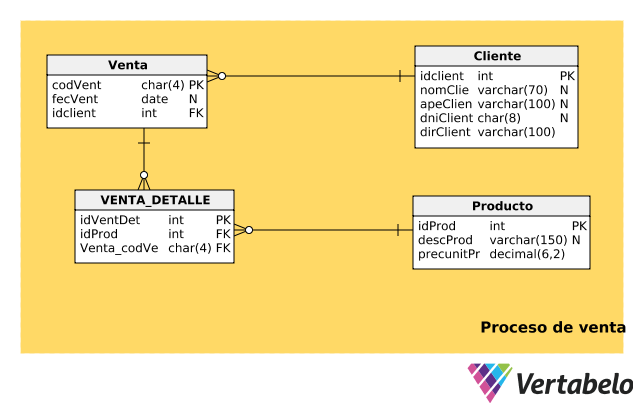 Venta
codVent char(4) PK
fecVent date N
idclient int FK
Cliente
idclient int PK
nomClie varchar(70) N
apeClien varchar(100) N
dniClient char(8) N
dirClient varchar(100)
VENTA_DETALLE
idVentDet int PK
idProd int FK
Venta_codVe char(4) FK
Producto
idProd int PK
descProd varchar(150) N
precunitPr decimal(6,2)
Proceso de venta
Vertabelo